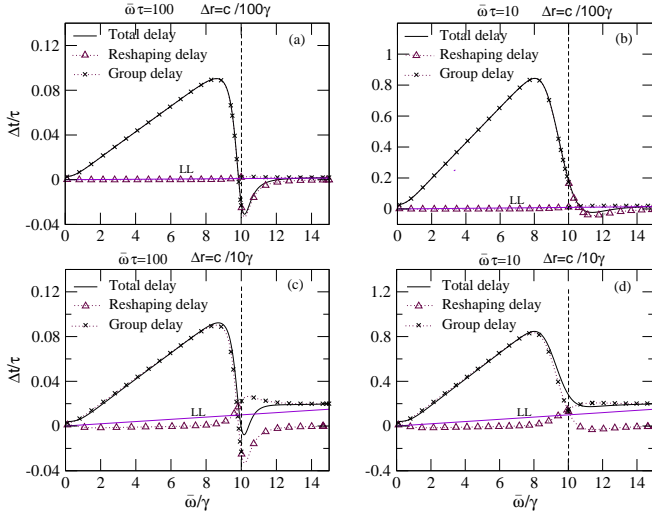 ω̄τ=100 Δr=c /100γ
0.12
0.08
0.04
0
-0.04
Δt/τ
(a)
Total delay
Reshaping delay
Group delay
LL
0 2 4 6 8 10 12 14
ω̄τ=10 Δr=c /100γ
1
0.8
0.6
0.4
0.2
0
(b)
Total delay
Reshaping delay
Group delay
LL
0 2 4 6 8 10 12 14
ω̄τ=100 Δr=c /10γ
0.12
0.08
0.04
0
-0.04
Δt/τ
(c)
Total delay
Reshaping delay
Group delay
LL
0 2 4 6 8 10 12 14
ω̄/γ
ω̄τ=10 Δr=c /10γ
1.2
0.8
0.4
0
-0.4
(d)
Total delay
Reshaping delay
Group delay
LL
0 2 4 6 8 10 12 14
ω̄/γ